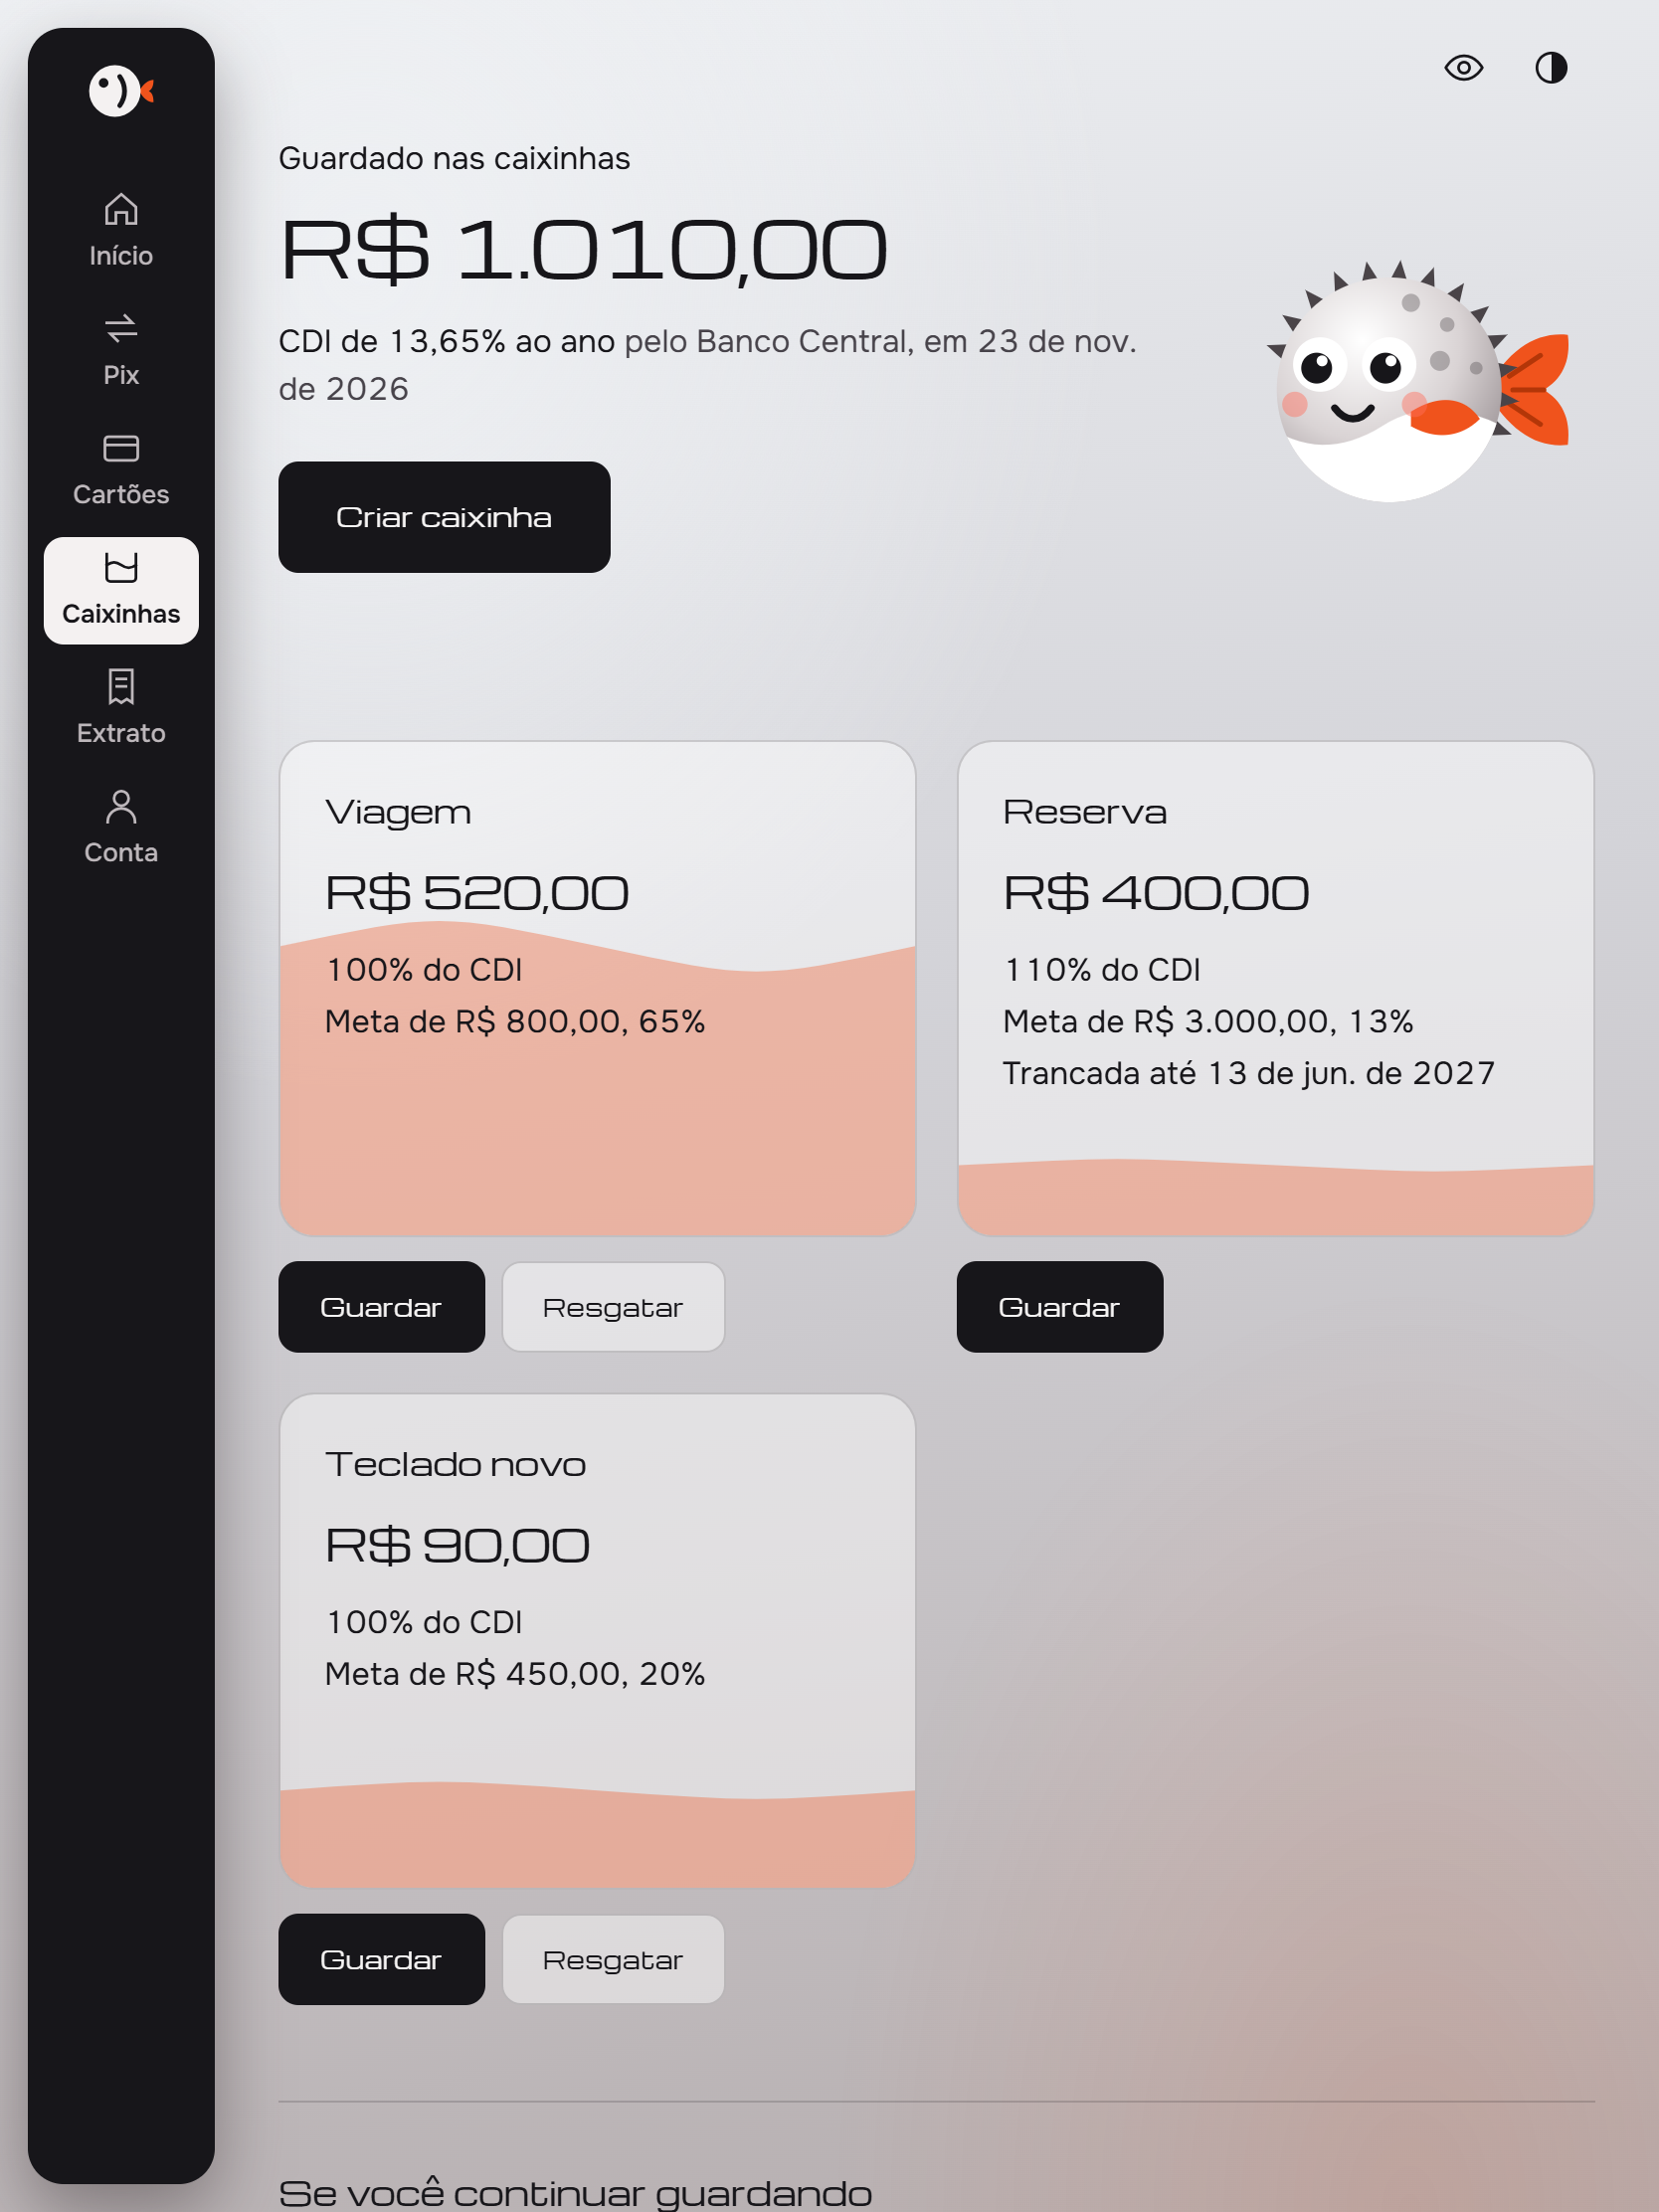 Início
Pix
Cartões
Caixinhas
Extrato
Conta
Guardado nas caixinhas
R$ 1.010,00
CDI de 13,65% ao ano pelo Banco Central, em 23 de nov.
de 2026
Criar caixinha
Viagem
R$ 520,00
100% do CDI
Meta de R$ 800,00, 65%
Guardar
Resgatar
Reserva
R$ 400,00
110% do CDI
Meta de R$ 3.000,00, 13%
Trancada até 13 de jun. de 2027
Guardar
Teclado novo
R$ 90,00
100% do CDI
Meta de R$ 450,00, 20%
Guardar
Resgatar
Se você continuar guardando